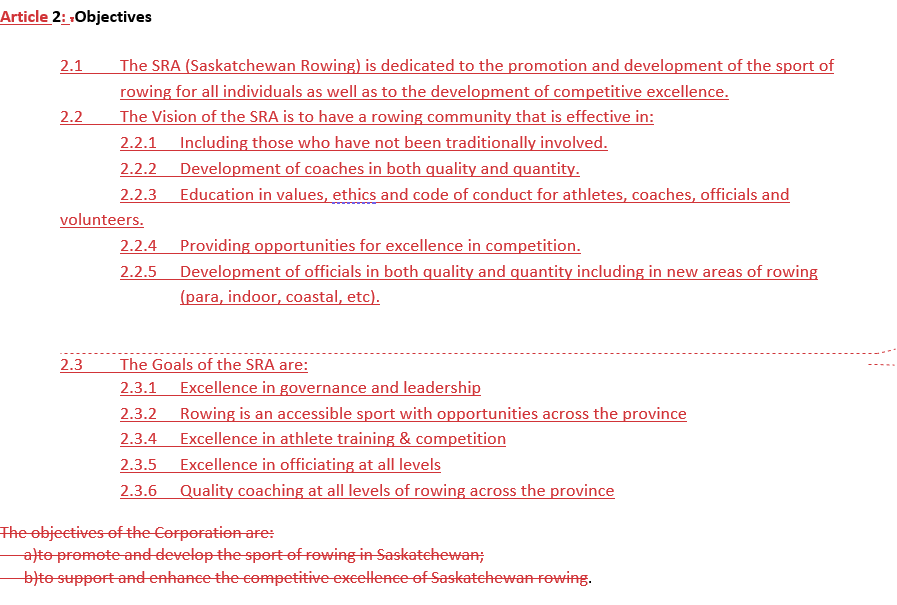 Article 2: .Objectives
2.1 The SRA (Saskatchewan Rowing) is dedicated to the promotion and development of the sport of
rowing for all individuals as well as to the development of competitive excellence.
2.2 The Vision of the SRA is to have a rowing community that is effective in:
2.2.1 Including those who have not been traditionally involved.
2.2.2 Development of coaches in both quality and quantity.
2.2.3 Education in values, ethics and code of conduct for athletes, coaches, officials and
volunteers.
2.2.4 Providing opportunities for excellence in competition.
2.2.5 Development of officials in both quality and quantity including in new areas of rowing
(para, indoor, coastal, etc).
2.3 The Goals of the SRA are:
2.3.1 Excellence in governance and leadership
2.3.2 Rowing is an accessible sport with opportunities across the province
2.3.4 Excellence in athlete training & competition
2.3.5 Excellence in officiating at all levels
2.3.6 Quality coaching at all levels of rowing across the province
The objectives of the Corporation are:
a)to promote and develop the sport of rowing in Saskatchewan;
b)to support and enhance the competitive excellence of Saskatchewan rowing.